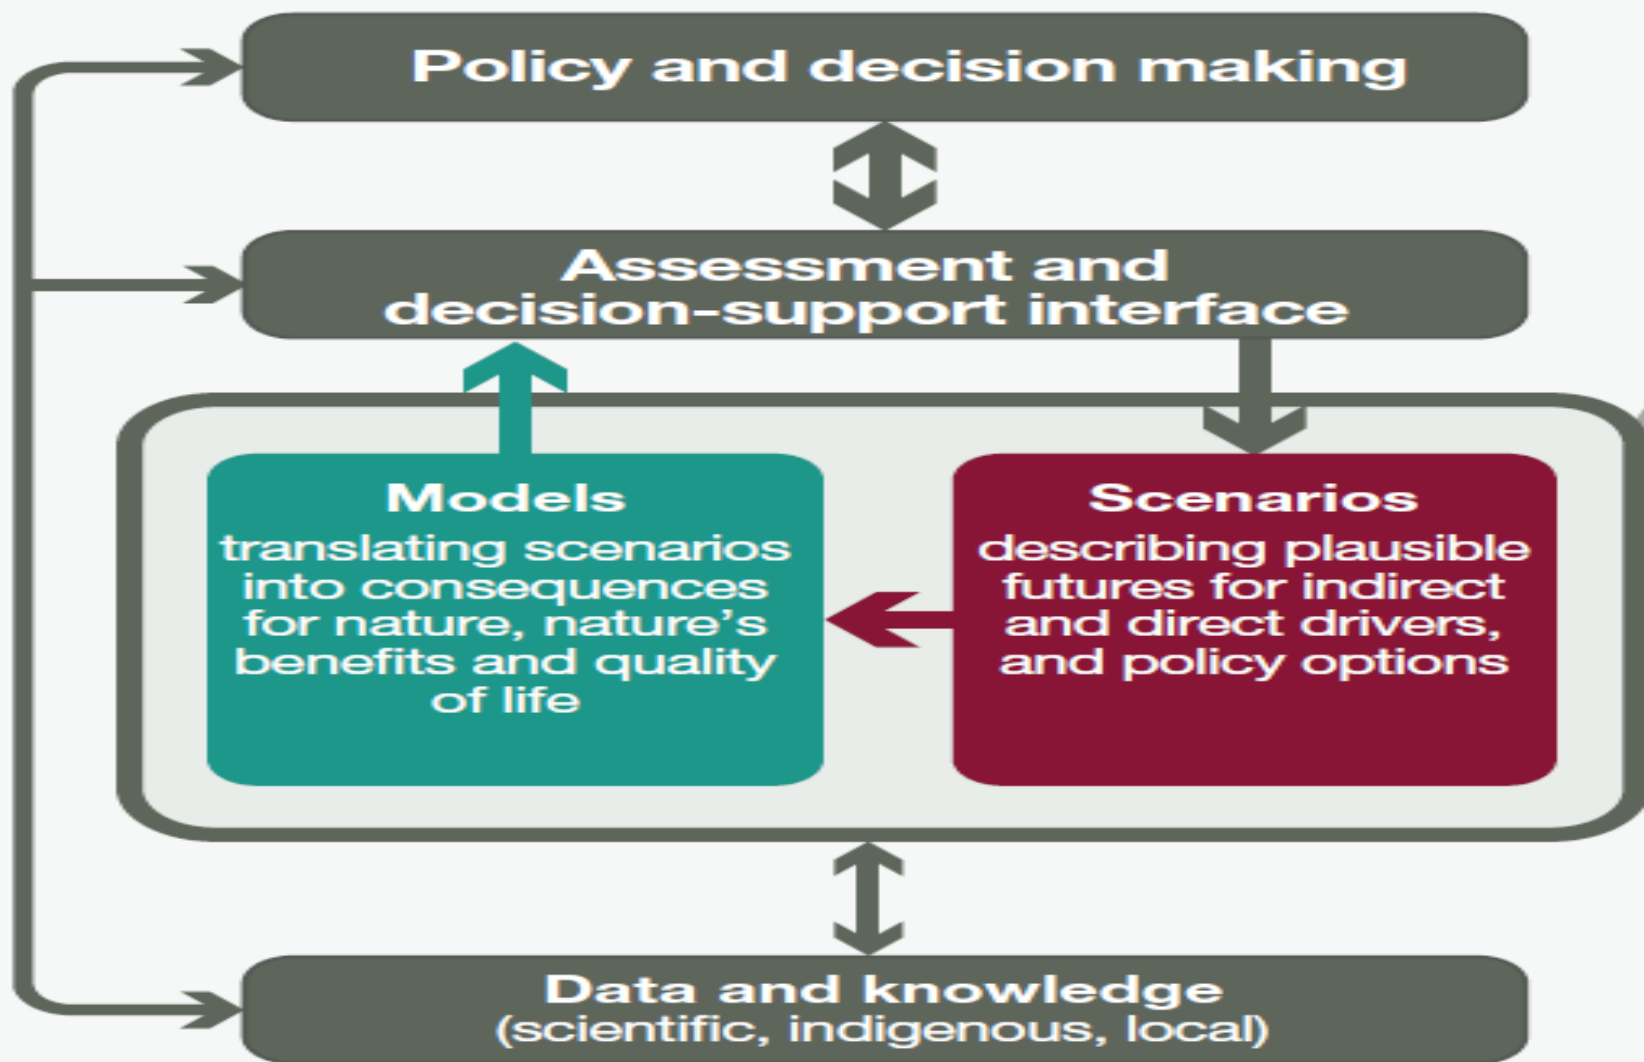 Policy and decision making
Assessment and
decision-support interface
Models
translating scenarios
into consequences
for nature, nature's
benefits and quality
of life
Scenarios
describing plausible
futures for indirect
and direct drivers,
and policy options
Data and knowledge
(scientific, indigenous, local)